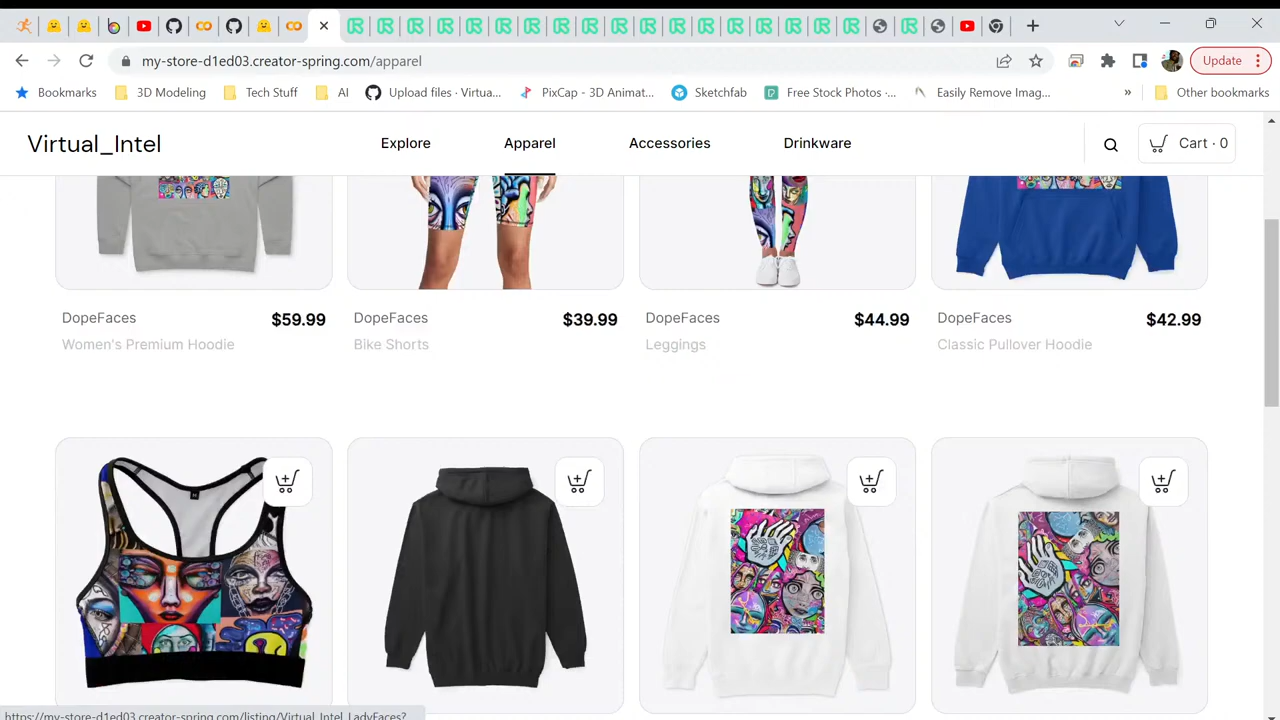 my-store-d1ed03.creator-spring.com/apparel
Update
Bookmarks
3D Modeling
Tech Stuff
AI
Upload files · Virtua...
PixCap - 3D Animat...
Sketchfab
Free Stock Photos ·...
Easily Remove Imag...
»
Other bookmarks
Virtual_Intel
Explore
Apparel
Accessories
Drinkware
Cart · 0
DopeFaces $59.99
Women's Premium Hoodie
DopeFaces $39.99
Bike Shorts
DopeFaces $44.99
Leggings
DopeFaces $42.99
Classic Pullover Hoodie
https://my-store-d1ed03.creator-spring.com/listing/Virtual_Intel_LadyFaces?